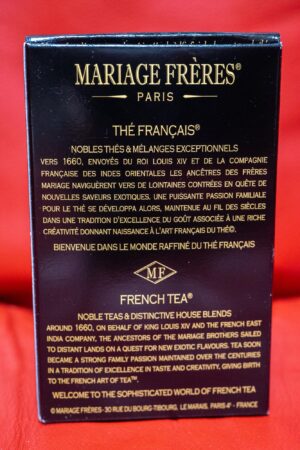 MARIAGE FRÈRES®
PARIS
THÉ FRANÇAIS®
NOBLES THÉS & MÉLANGES EXCEPTIONNELS
VERS 1660, ENVOYÉS DU ROI LOUIS XIV ET DE LA COMPAGNIE
FRANÇAISE DES INDES ORIENTALES LES ANCÊTRES DES FRÈRES
MARIAGE NAVIGUÈRENT VERS DE LOINTAINES CONTRÉES EN QUÊTE DE
NOUVELLES SAVEURS EXOTIQUES. UNE PUISSANTE PASSION FAMILIALE
POUR LE THÉ SE DÉVELOPPA ALORS, MAINTENUE AU FIL DES SIÈCLES
DANS UNE TRADITION D'EXCELLENCE DU GOÛT ASSOCIÉE À UNE RICHE
CRÉATIVITÉ DONNANT NAISSANCE À L'ART FRANÇAIS DU THÉ©.
BIENVENUE DANS LE MONDE RAFFINÉ DU THÉ FRANÇAIS
MF
FRENCH TEA®
NOBLE TEAS & DISTINCTIVE HOUSE BLENDS
AROUND 1660, ON BEHALF OF KING LOUIS XIV AND THE FRENCH EAST
INDIA COMPANY, THE ANCESTORS OF THE MARIAGE BROTHERS SAILED
TO DISTANT LANDS ON A QUEST FOR NEW EXOTIC FLAVOURS. TEA SOON
BECAME A STRONG FAMILY PASSION MAINTAINED OVER THE CENTURIES
IN A TRADITION OF EXCELLENCE IN TASTE AND CREATIVITY, GIVING BIRTH
TO THE FRENCH ART OF TEA™.
WELCOME TO THE SOPHISTICATED WORLD OF FRENCH TEA
© MARIAGE FRÈRES - 30 RUE DU BOURG-TIBOURG, LE MARAIS, PARIS 4ᵉ - FRANCE